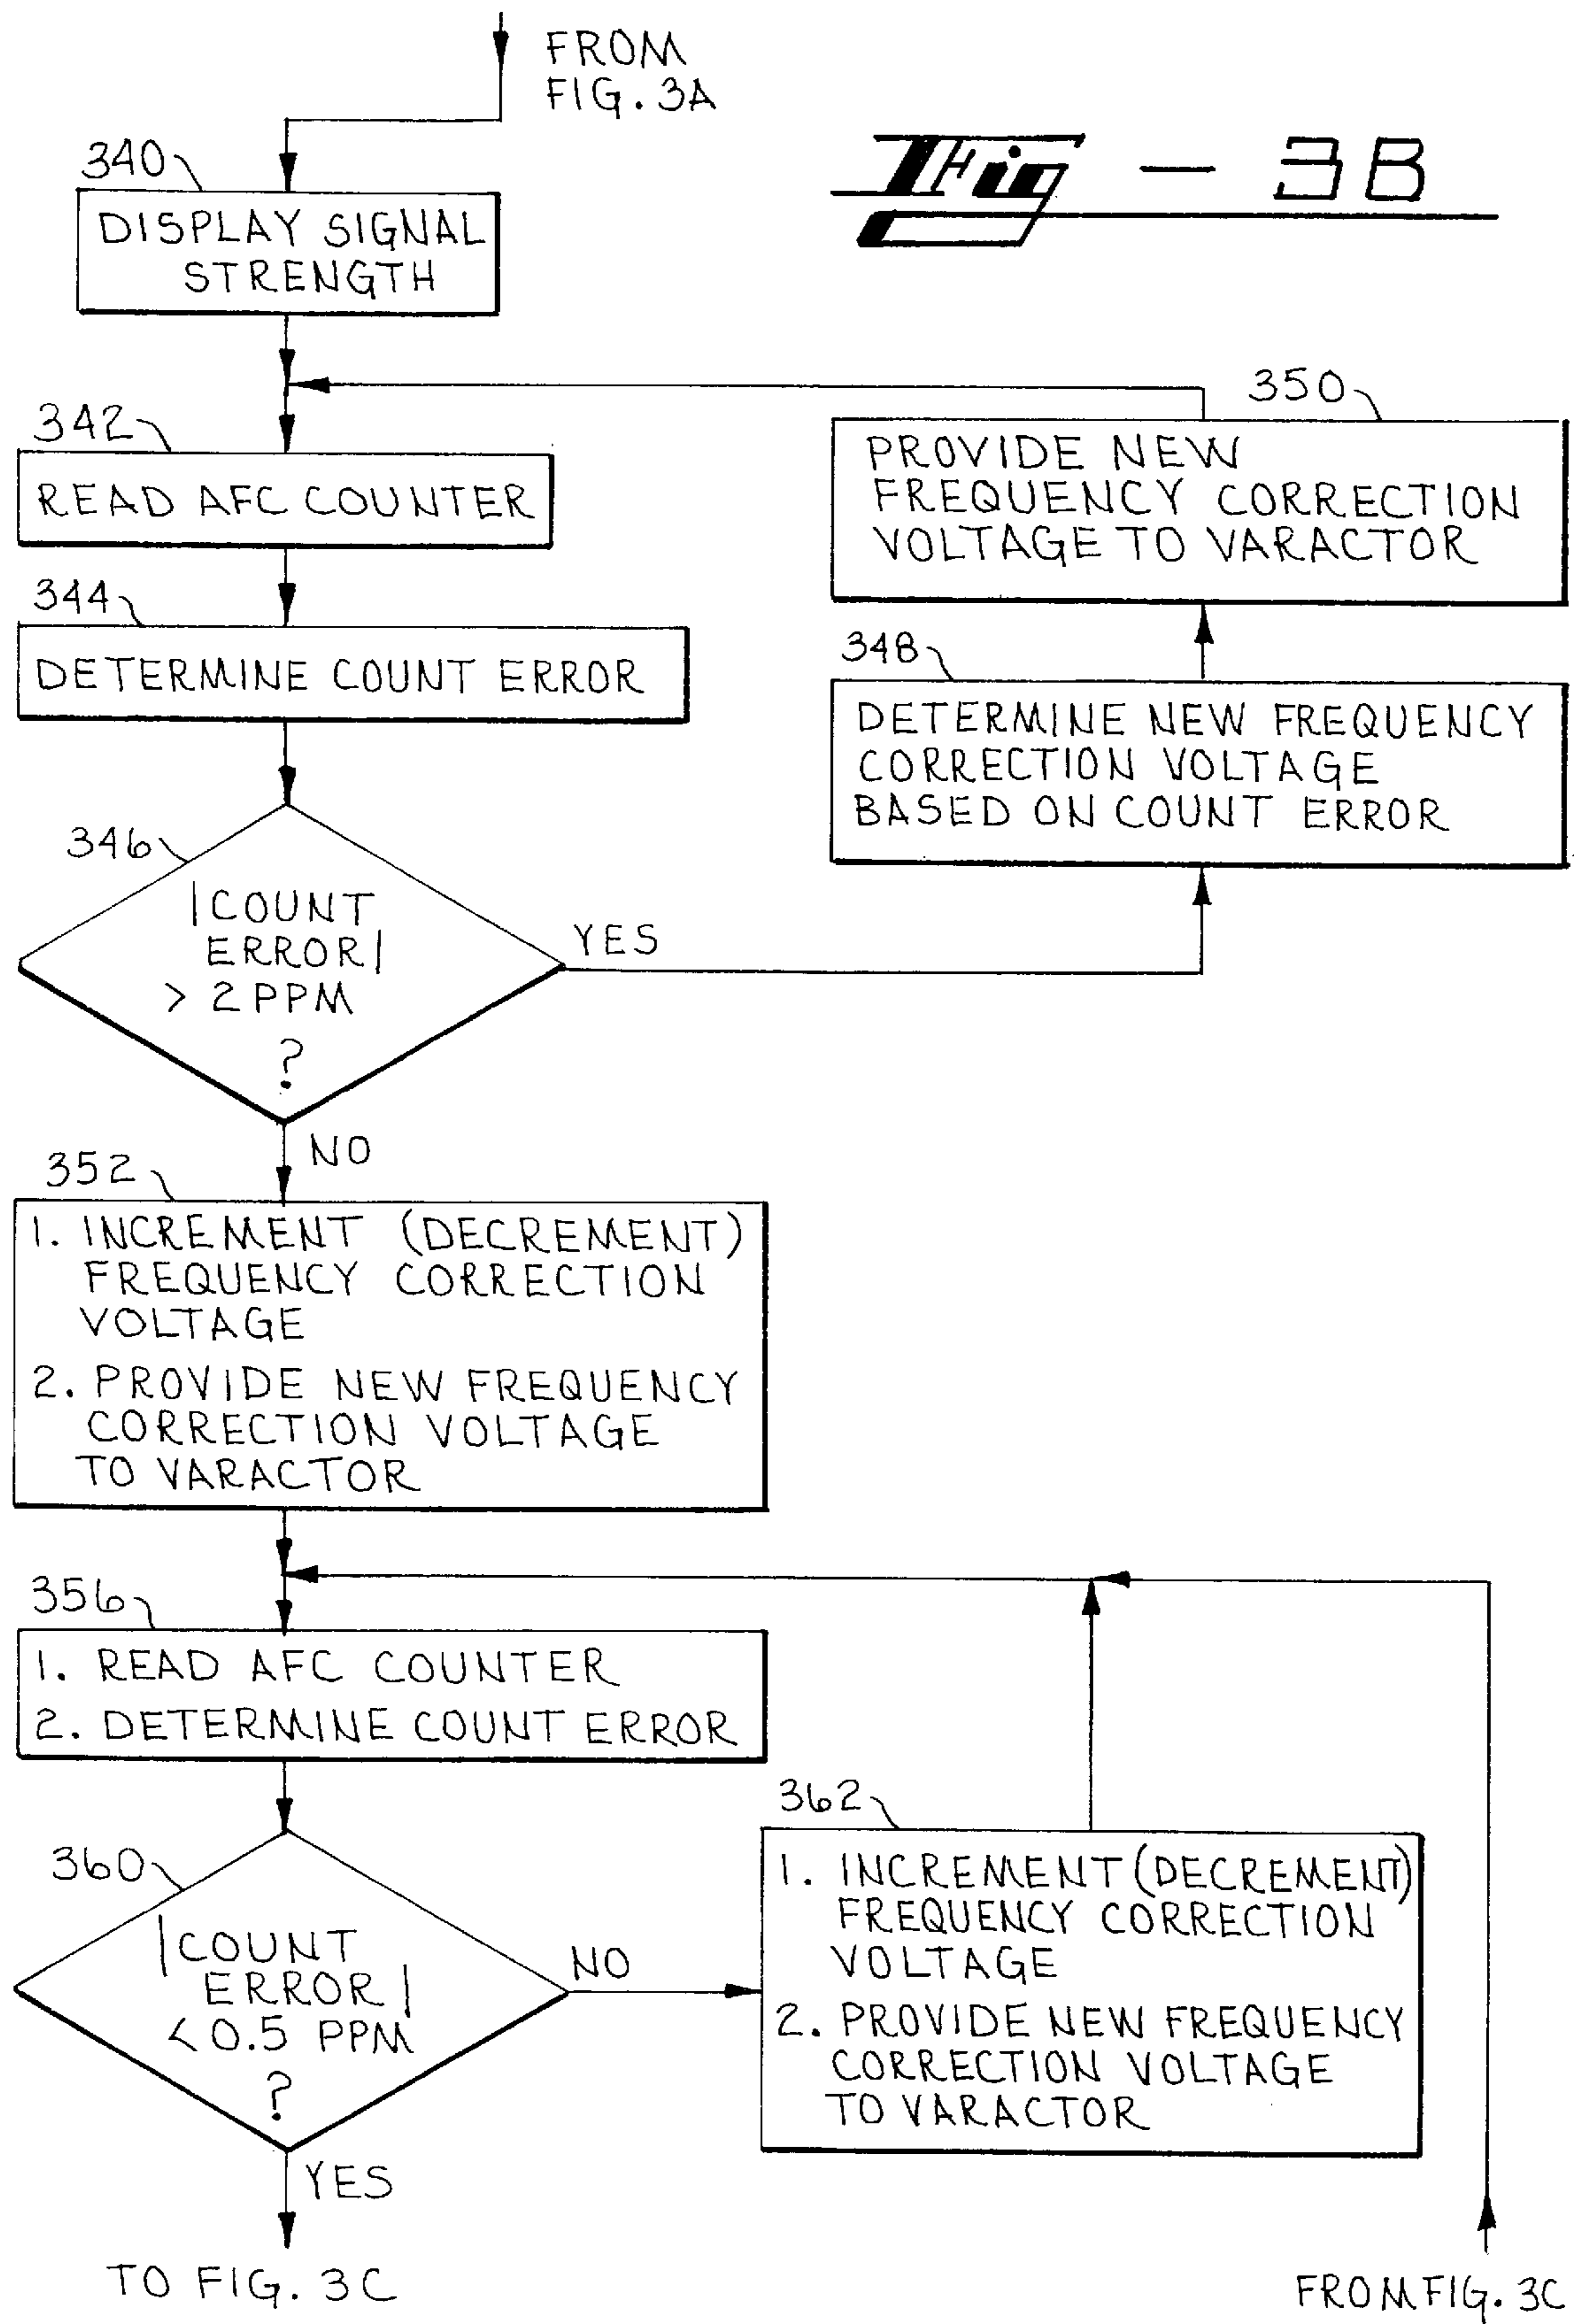 FROM
FIG. 3A
Fig - 3B
340
DISPLAY SIGNAL
STRENGTH
350
342
PROVIDE NEW
FREQUENCY CORRECTION
VOLTAGE TO VARACTOR
READ AFC COUNTER
344
348
DETERMINE COUNT ERROR
DETERMINE NEW FREQUENCY
CORRECTION VOLTAGE
BASED ON COUNT ERROR
346
|COUNT
ERROR|
> 2PPM
?
YES
NO
352
1. INCREMENT (DECREMENT)
FREQUENCY CORRECTION
VOLTAGE
2. PROVIDE NEW FREQUENCY
CORRECTION VOLTAGE
TO VARACTOR
356
1. READ AFC COUNTER
2. DETERMINE COUNT ERROR
360
|COUNT
ERROR|
<0.5 PPM
?
NO
362
1. INCREMENT (DECREMENT)
FREQUENCY CORRECTION
VOLTAGE
2. PROVIDE NEW FREQUENCY
CORRECTION VOLTAGE
TO VARACTOR
YES
TO FIG. 3C
FROM FIG. 3C